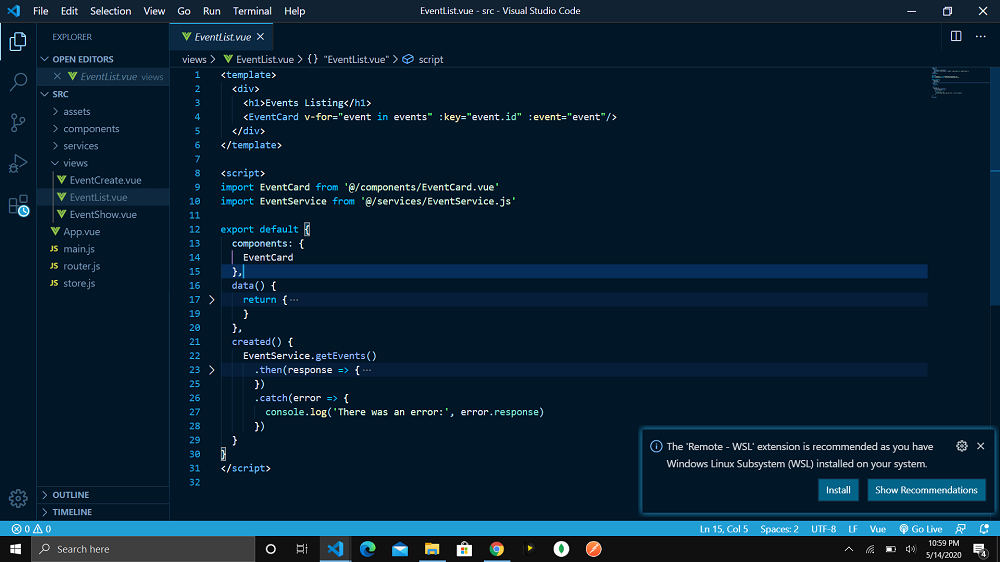 File Edit Selection View Go Run Terminal Help
EventList.vue - src - Visual Studio Code
EXPLORER
OPEN EDITORS
EventList.vue views
SRC
assets
components
services
views
EventCreate.vue
EventList.vue
EventShow.vue
App.vue
JS main.js
JS router.js
JS store.js
OUTLINE
TIMELINE
EventList.vue
views > EventList.vue > {} "EventList.vue" > script
1 <template>
2 <div>
3 <h1>Events Listing</h1>
4 <EventCard v-for="event in events" :key="event.id" :event="event"/>
5 </div>
6 </template>
7
8 <script>
9 import EventCard from '@/components/EventCard.vue'
10 import EventService from '@/services/EventService.js'
11
12 export default {
13 components: {
14 EventCard
15 },
16 data() {
17 return {···
19 }
20 },
21 created() {
22 EventService.getEvents()
23 .then(response => {···
25 })
26 .catch(error => {
27 console.log('There was an error:', error.response)
28 })
29 }
30 }
31 </script>
32
The 'Remote - WSL' extension is recommended as you have
Windows Linux Subsystem (WSL) installed on your system.
Install
Show Recommendations
0 0
Ln 15, Col 5 Spaces: 2 UTF-8 LF Vue Go Live
Search here
10:59 PM
5/14/2020
4